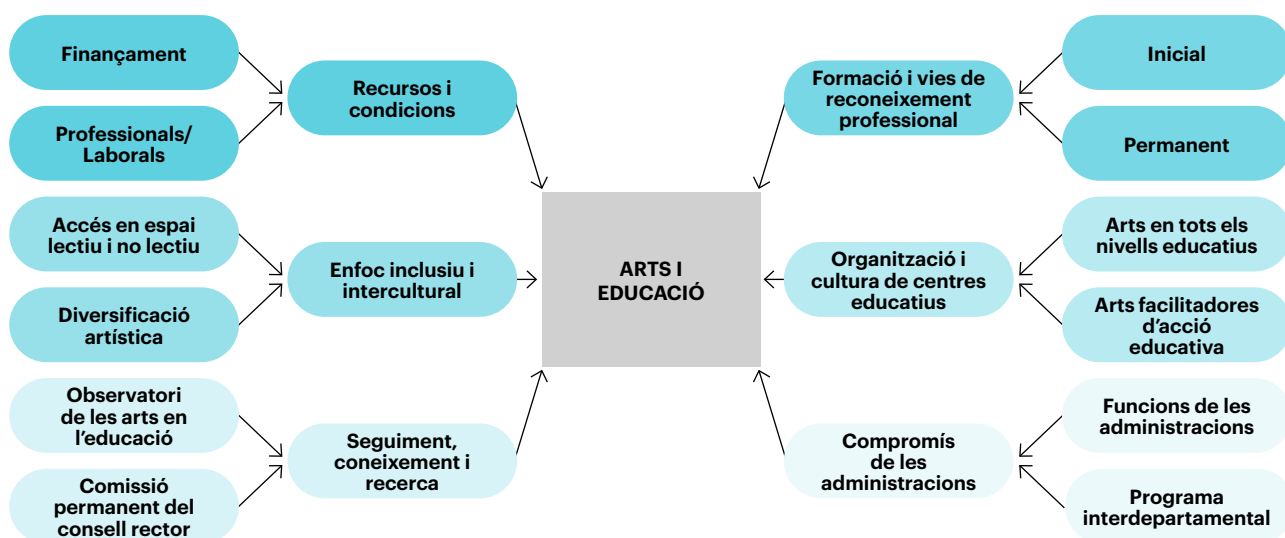 Finançament
Professionals/
Laborals
Recursos i
condicions
Accés en espai
lectiu i no lectiu
Diversificació
artística
Enfoc inclusiu i
intercultural
Observatori
de les arts en
l’educació
Comissió
permanent del
consell rector
Seguiment,
coneixement i
recerca
ARTS I
EDUCACIÓ
Formació i vies de
reconeixement
professional
Inicial
Permanent
Organització i
cultura de centres
educatius
Arts en tots els
nivells educatius
Arts facilitadores
d’acció
educativa
Compromís
de les
administracions
Funcions de les
administracions
Programa
interdepartamental